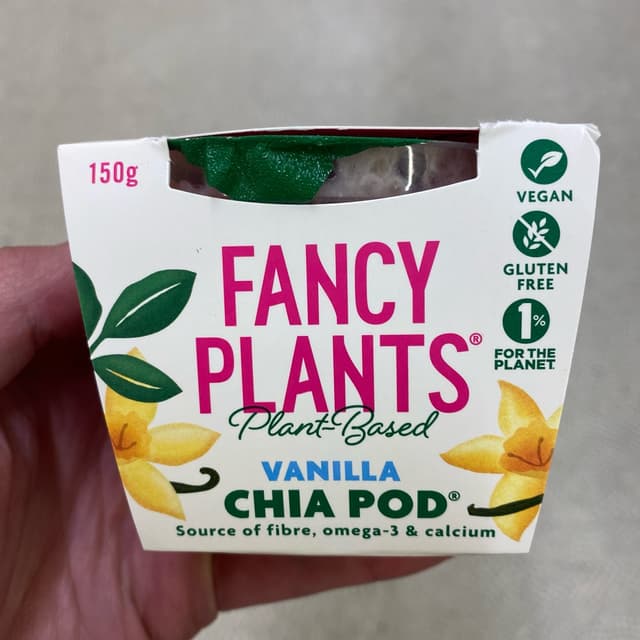 150g
FANCY
PLANTS®
Plant-Based
VANILLA
CHIA POD®
Source of fibre, omega-3 & calcium
VEGAN
GLUTEN
FREE
1%
FOR THE
PLANET